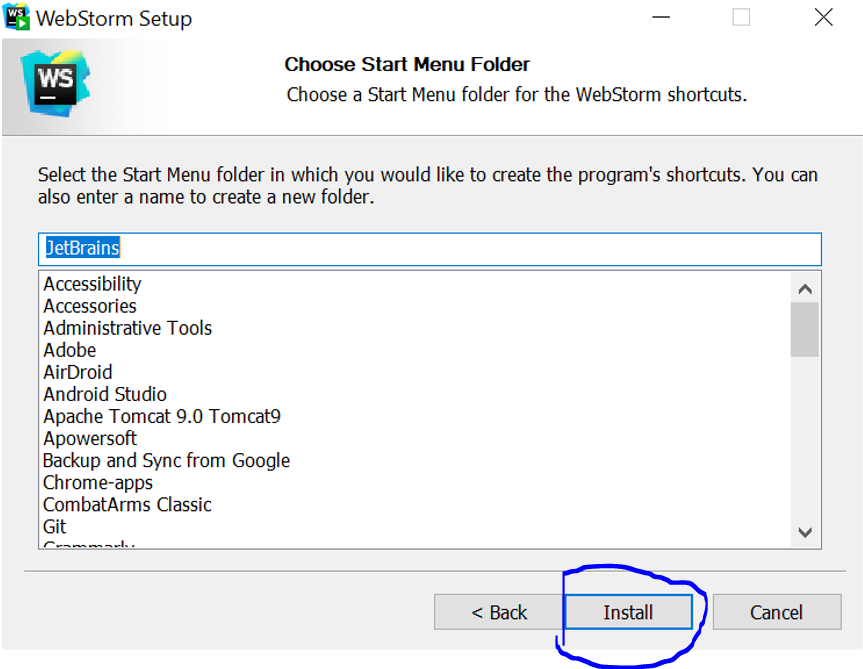 WebStorm Setup
WS
Choose Start Menu Folder
Choose a Start Menu folder for the WebStorm shortcuts.
Select the Start Menu folder in which you would like to create the program's shortcuts. You can
also enter a name to create a new folder.
JetBrains
Accessibility
Accessories
Administrative Tools
Adobe
AirDroid
Android Studio
Apache Tomcat 9.0 Tomcat9
Apowersoft
Backup and Sync from Google
Chrome-apps
CombatArms Classic
Git
Grammarly
< Back Install Cancel